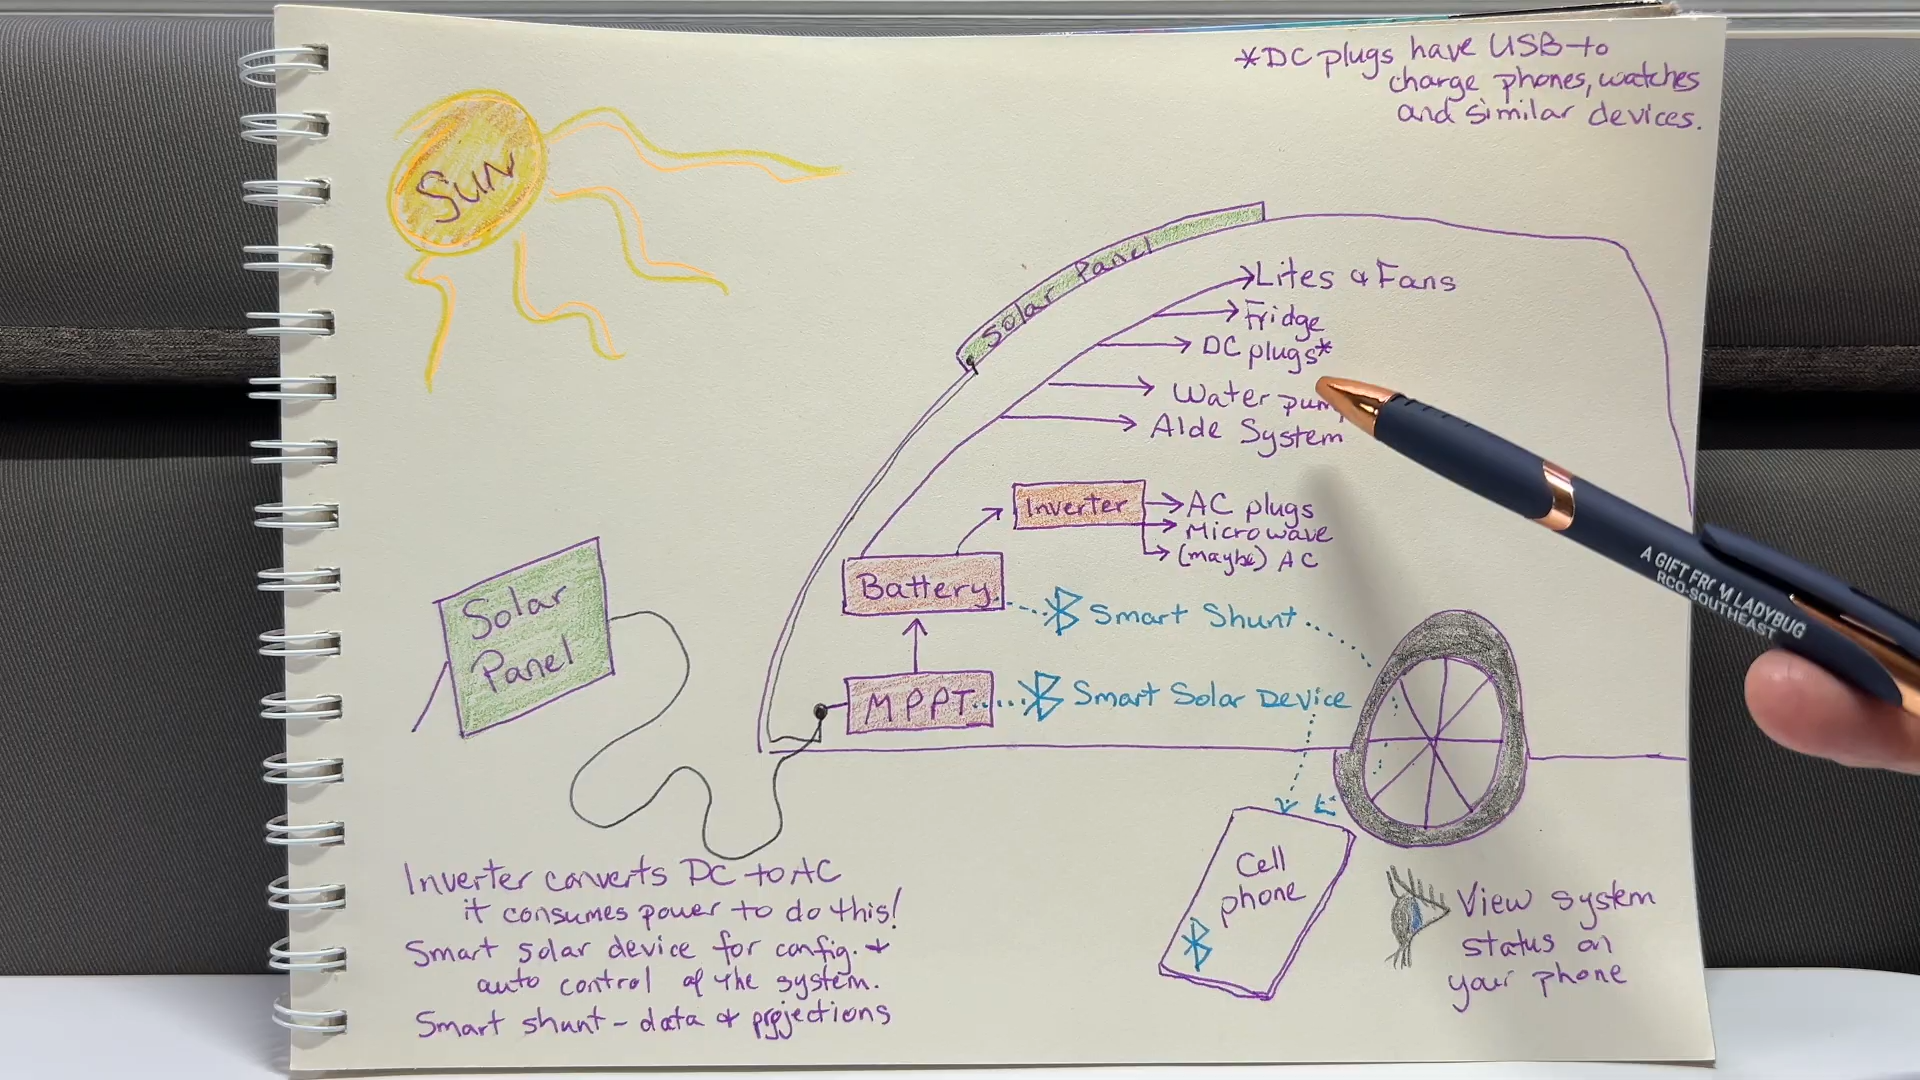 *DC plugs have USB to
charge phones, watches
and similar devices.
Sun
Solar Panel
Lites & Fans
Fridge
DC plugs*
Water pum
Alde System
Inverter
AC plugs
Microwave
(maybe) AC
Battery
Smart Shunt
MPPT
Smart Solar Device
Solar
Panel
A GIFT FROM LADYBUG
RCO-SOUTHEAST
Cell
phone
View system
status on
your phone
Inverter converts DC to AC
it consumes power to do this!
Smart solar device for config. &
auto control of the system.
Smart shunt - data & projections